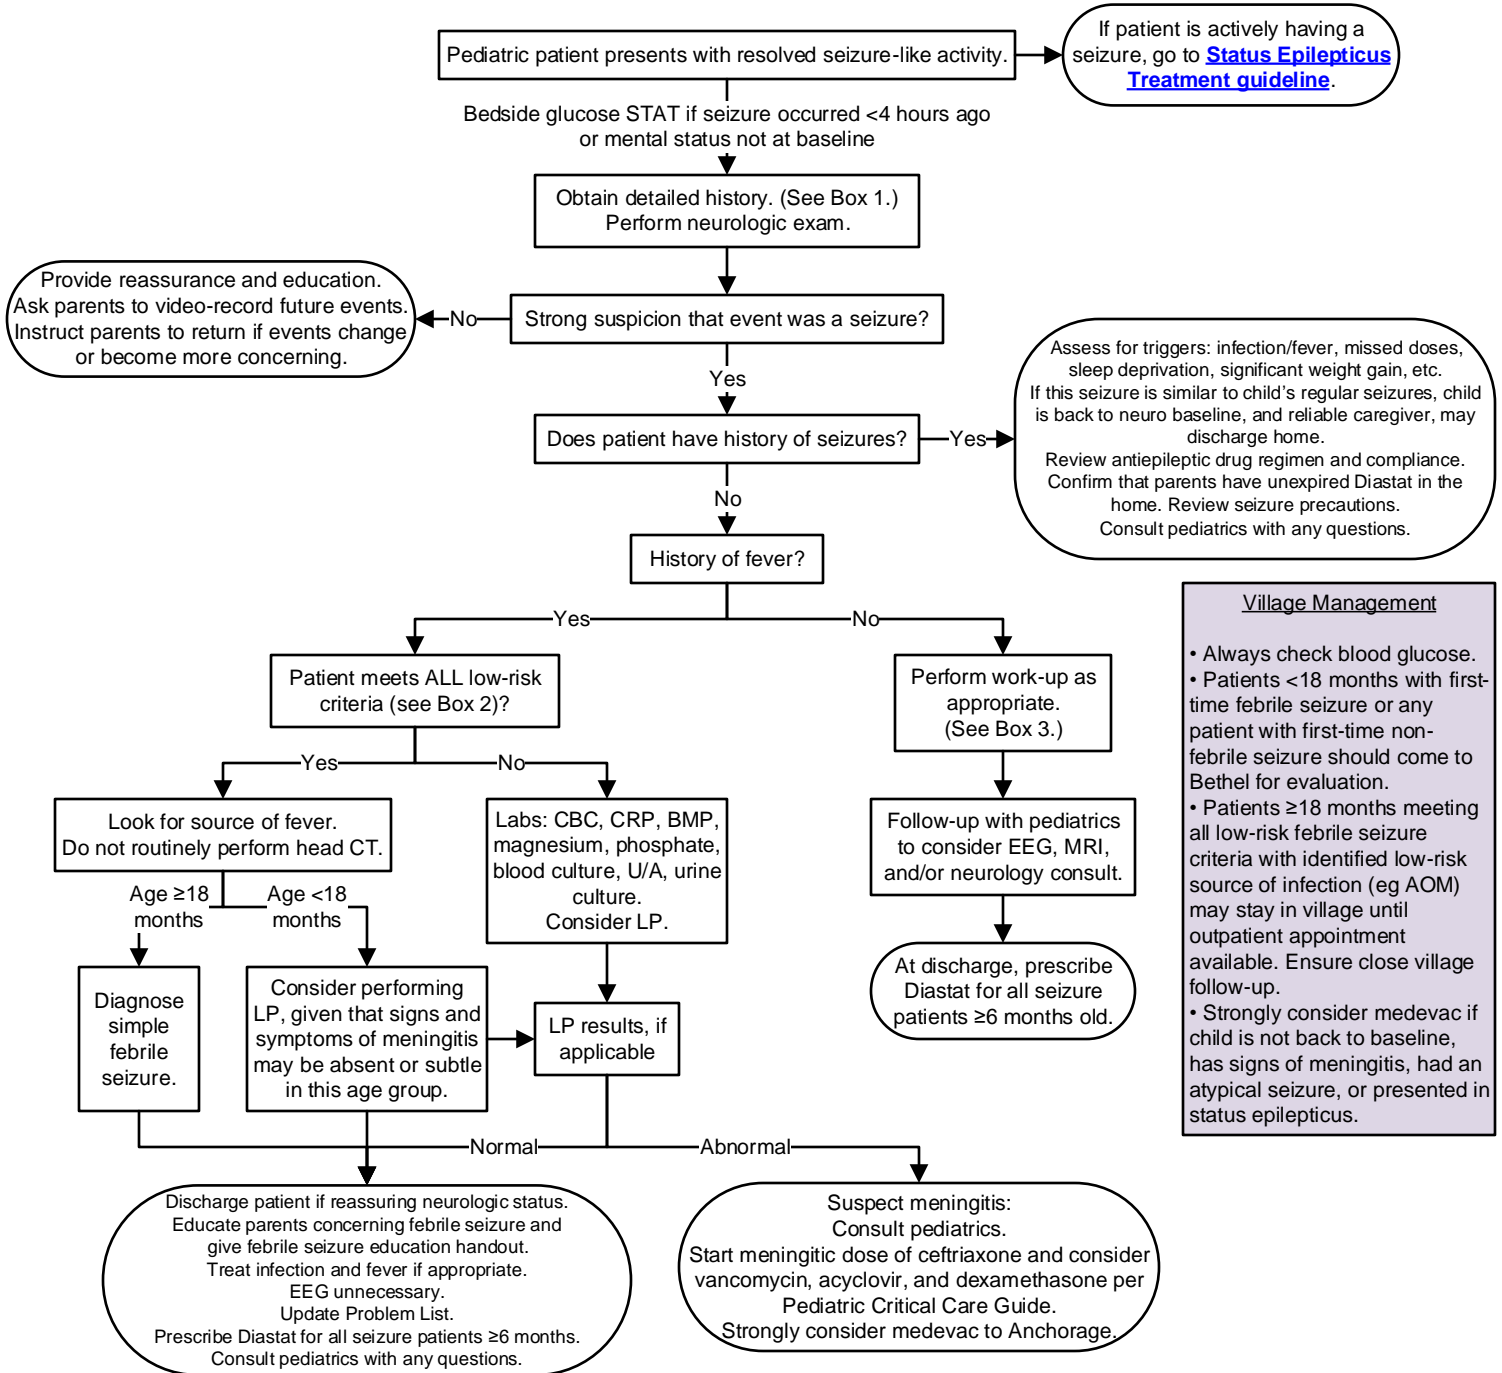 Pediatric patient presents with resolved seizure-like activity.
If patient is actively having a
seizure, go to Status Epilepticus
Treatment guideline.
Bedside glucose STAT if seizure occurred <4 hours ago
or mental status not at baseline
Obtain detailed history. (See Box 1.)
Perform neurologic exam.
Strong suspicion that event was a seizure?
No
Provide reassurance and education.
Ask parents to video-record future events.
Instruct parents to return if events change
or become more concerning.
Yes
Does patient have history of seizures?
Yes
Assess for triggers: infection/fever, missed doses,
sleep deprivation, significant weight gain, etc.
If this seizure is similar to child's regular seizures, child
is back to neuro baseline, and reliable caregiver, may
discharge home.
Review antiepileptic drug regimen and compliance.
Confirm that parents have unexpired Diastat in the
home. Review seizure precautions.
Consult pediatrics with any questions.
No
History of fever?
Yes
No
Patient meets ALL low-risk
criteria (see Box 2)?
Perform work-up as
appropriate.
(See Box 3.)
Yes
No
Look for source of fever.
Do not routinely perform head CT.
Labs: CBC, CRP, BMP,
magnesium, phosphate,
blood culture, U/A, urine
culture.
Consider LP.
Follow-up with pediatrics
to consider EEG, MRI,
and/or neurology consult.
Age ≥18
months
Age <18
months
Diagnose
simple
febrile
seizure.
Consider performing
LP, given that signs and
symptoms of meningitis
may be absent or subtle
in this age group.
LP results, if
applicable
At discharge, prescribe
Diastat for all seizure
patients ≥6 months old.
Normal
Abnormal
Discharge patient if reassuring neurologic status.
Educate parents concerning febrile seizure and
give febrile seizure education handout.
Treat infection and fever if appropriate.
EEG unnecessary.
Update Problem List.
Prescribe Diastat for all seizure patients ≥6 months.
Consult pediatrics with any questions.
Suspect meningitis:
Consult pediatrics.
Start meningitic dose of ceftriaxone and consider
vancomycin, acyclovir, and dexamethasone per
Pediatric Critical Care Guide.
Strongly consider medevac to Anchorage.
Village Management
• Always check blood glucose.
• Patients <18 months with first-
time febrile seizure or any
patient with first-time non-
febrile seizure should come to
Bethel for evaluation.
• Patients ≥18 months meeting
all low-risk febrile seizure
criteria with identified low-risk
source of infection (eg AOM)
may stay in village until
outpatient appointment
available. Ensure close village
follow-up.
• Strongly consider medevac if
child is not back to baseline,
has signs of meningitis, had an
atypical seizure, or presented in
status epilepticus.